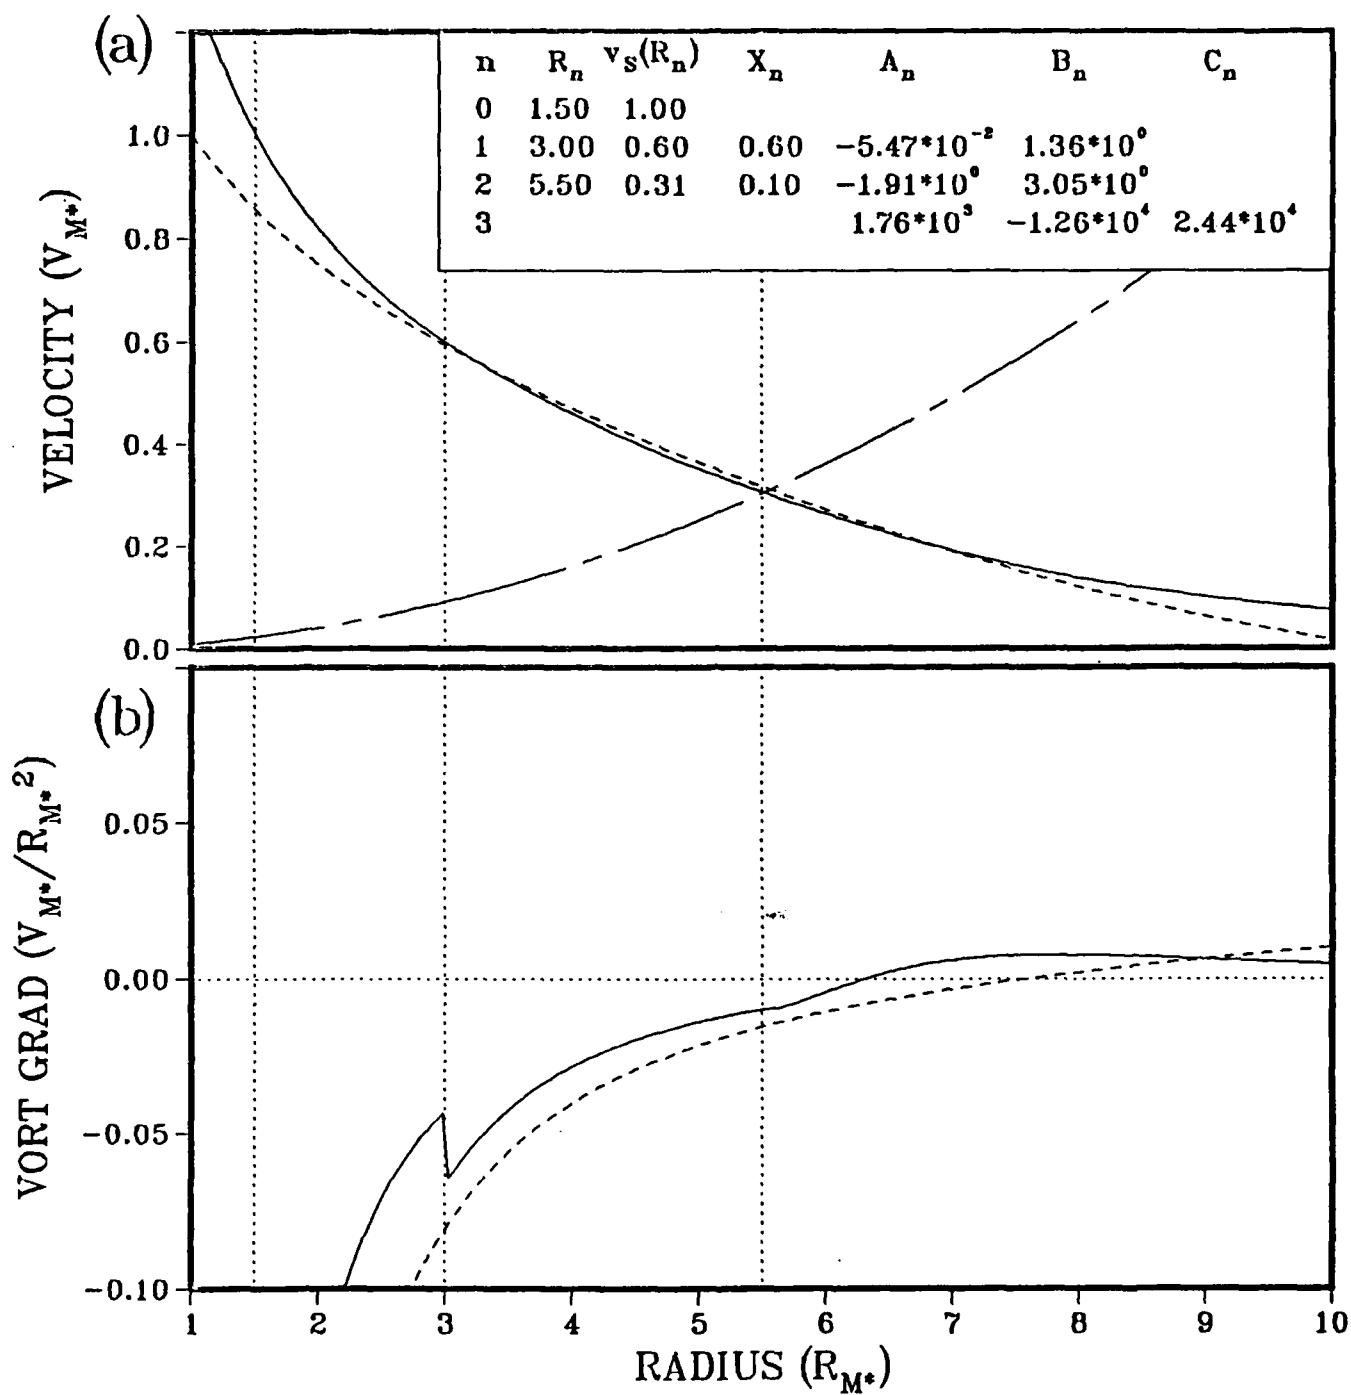 (a)
n R_n v_S(R_n) X_n A_n B_n C_n
0 1.50 1.00
1 3.00 0.60 0.60 −5.47*10^-2 1.36*10^0
2 5.50 0.31 0.10 −1.91*10^0 3.05*10^0
3 1.76*10^3 −1.26*10^4 2.44*10^4
VELOCITY (V_M*)
1.0
0.8
0.6
0.4
0.2
0.0
(b)
VORT GRAD (V_M*/R_M*^2)
0.05
0.00
−0.05
−0.10
1 2 3 4 5 6 7 8 9 10
RADIUS (R_M*)